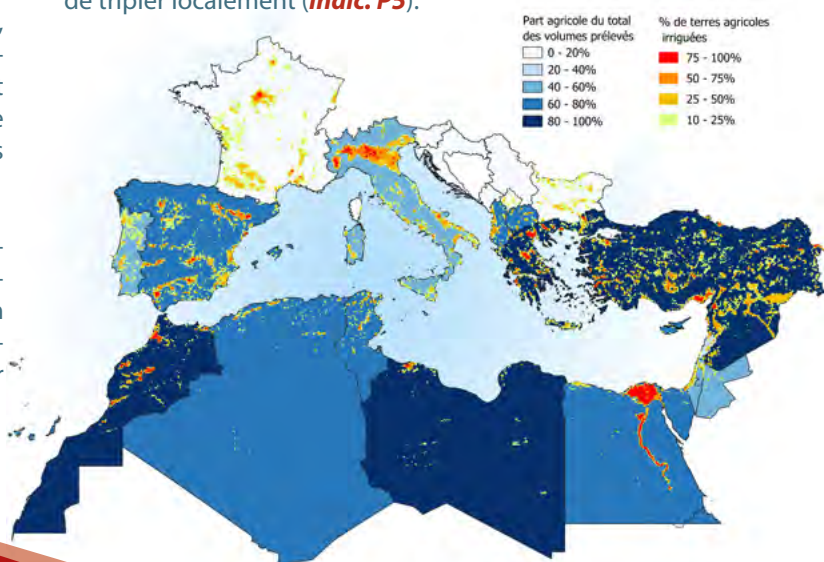 de tripler localement (indic. P5).
Part agricole du total
des volumes prélevés
0 - 20%
20 - 40%
40 - 60%
60 - 80%
80 - 100%
% de terres agricoles
irriguées
75 - 100%
50 - 75%
25 - 50%
10 - 25%